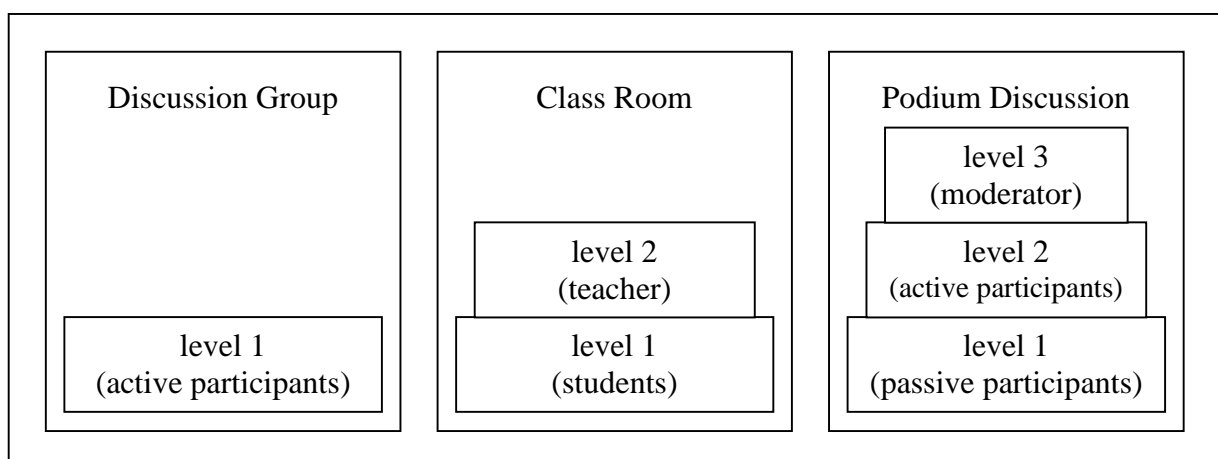 Discussion Group
level 1
(active participants)
Class Room
level 2
(teacher)
level 1
(students)
Podium Discussion
level 3
(moderator)
level 2
(active participants)
level 1
(passive participants)